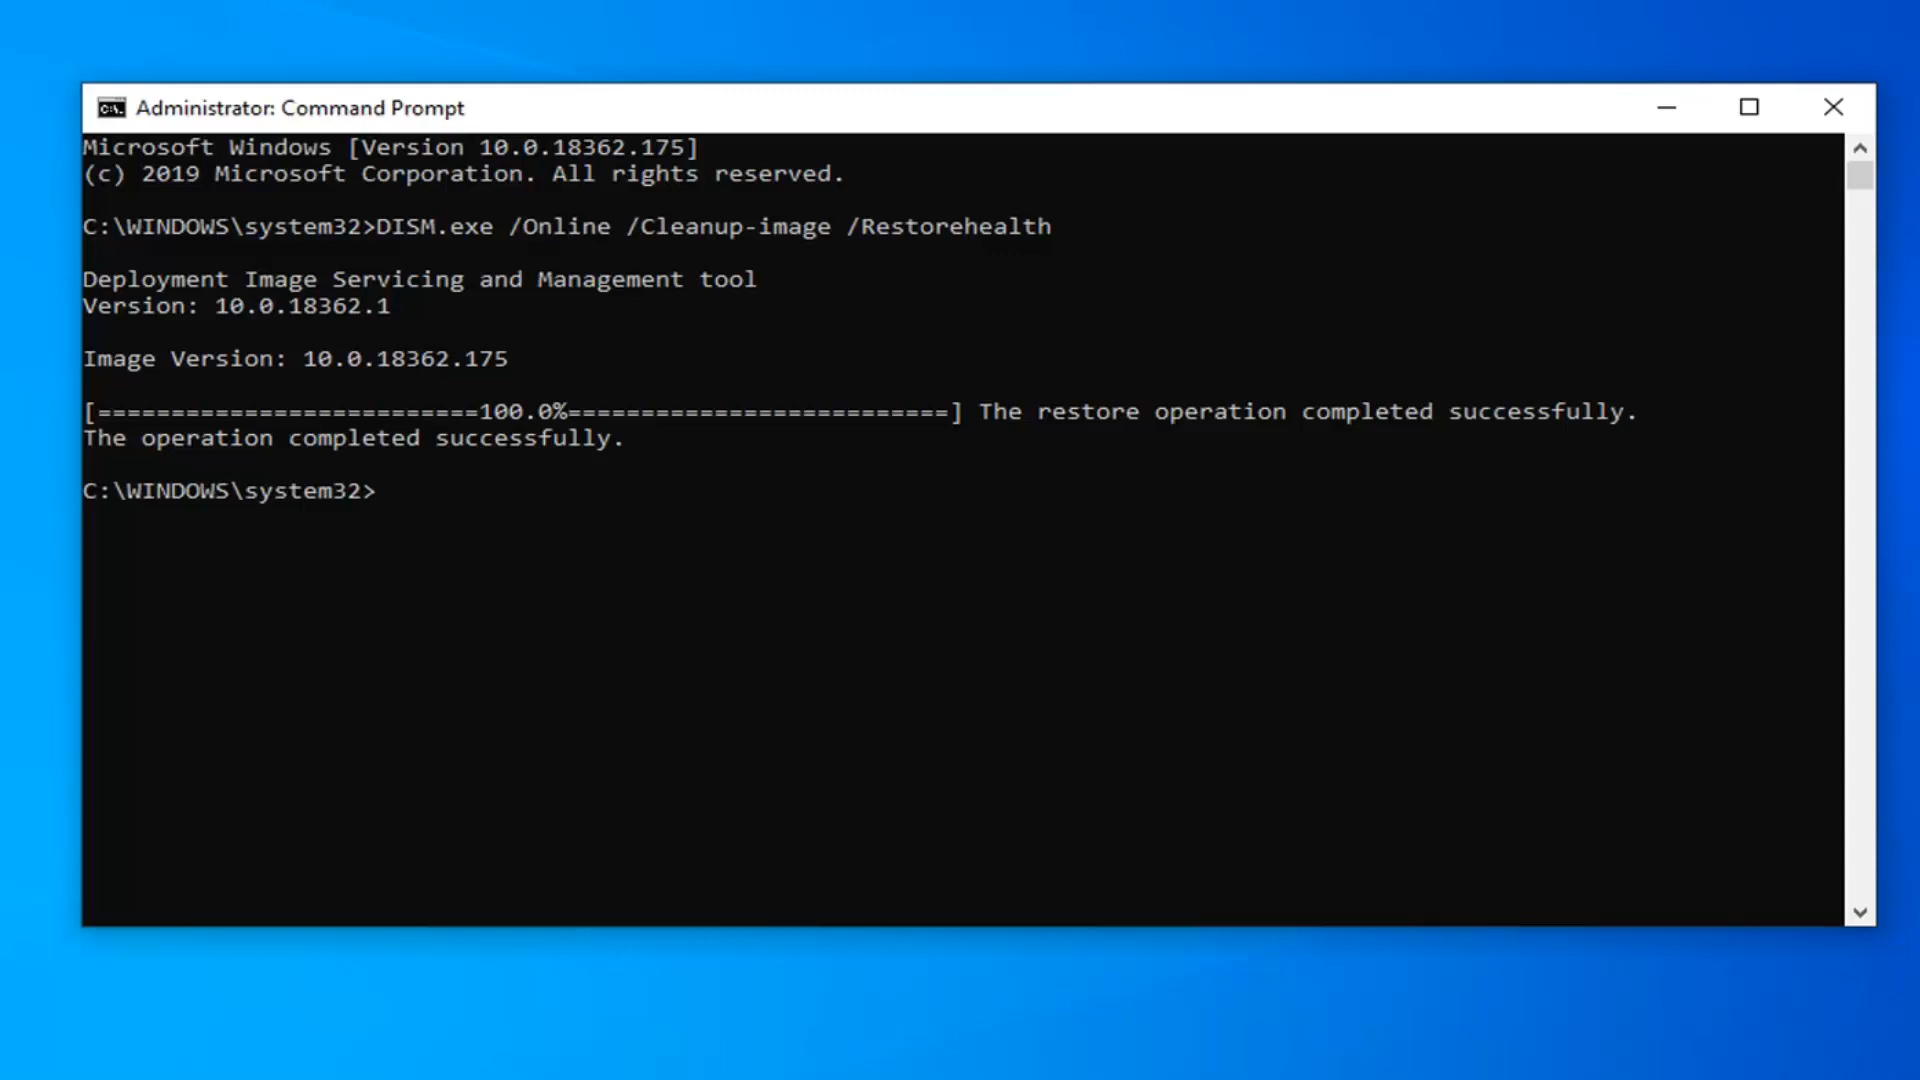 Administrator: Command Prompt
Microsoft Windows [Version 10.0.18362.175]
(c) 2019 Microsoft Corporation. All rights reserved.
C:\WINDOWS\system32>DISM.exe /Online /Cleanup-image /Restorehealth
Deployment Image Servicing and Management tool
Version: 10.0.18362.1
Image Version: 10.0.18362.175
[==========================100.0%==========================] The restore operation completed successfully.
The operation completed successfully.
C:\WINDOWS\system32>